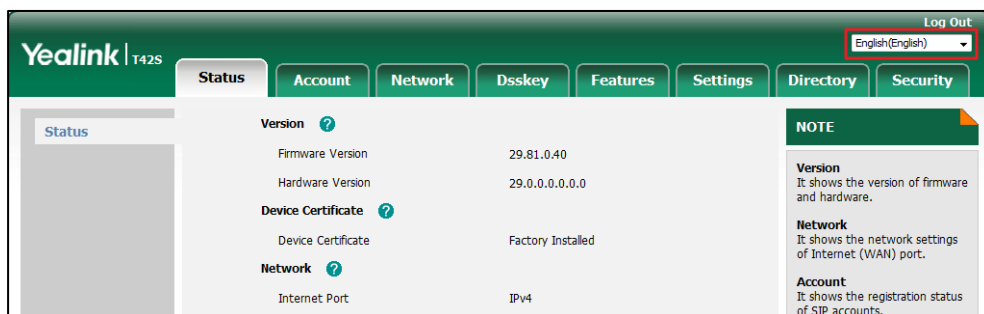 Log Out
Yealink T42S
English(English)
Status Account Network Dsskey Features Settings Directory Security
Status
Version ?
Firmware Version 29.81.0.40
Hardware Version 29.0.0.0.0.0.0
Device Certificate ?
Device Certificate Factory Installed
Network ?
Internet Port IPv4
NOTE
Version
It shows the version of firmware
and hardware.
Network
It shows the network settings
of Internet (WAN) port.
Account
It shows the registration status
of SIP accounts.